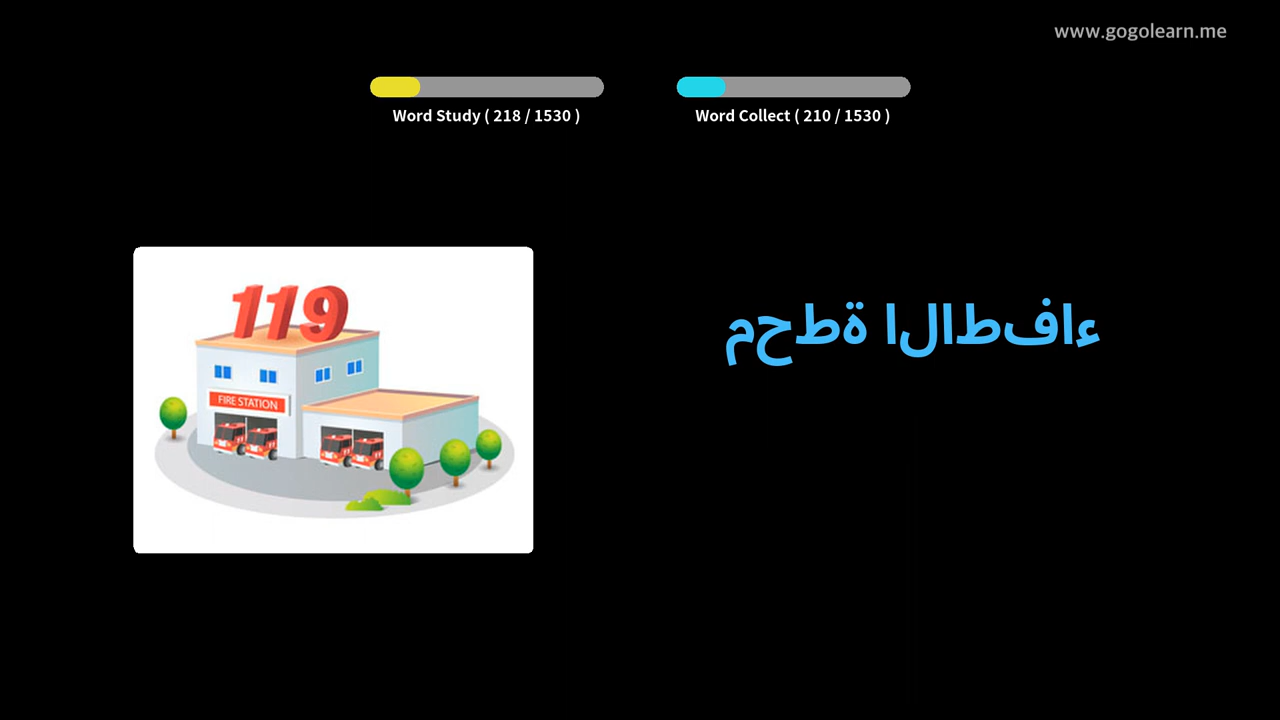 www.gogolearn.me
Word Study ( 218 / 1530 )
Word Collect ( 210 / 1530 )
119
FIRE STATION
محطة الاطفاء